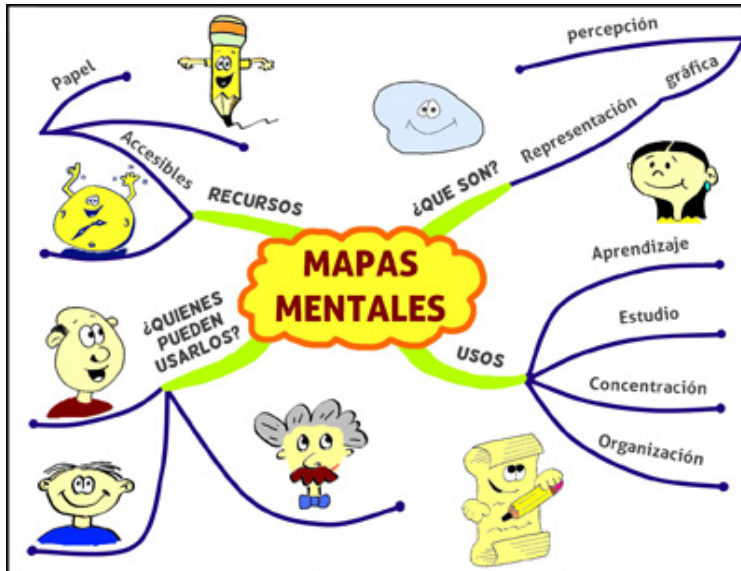 MAPAS
MENTALES
¿QUE SON?
Representación
gráfica
percepción
USOS
Aprendizaje
Estudio
Concentración
Organización
¿QUIENES
PUEDEN
USARLOS?
RECURSOS
Accesibles
Papel